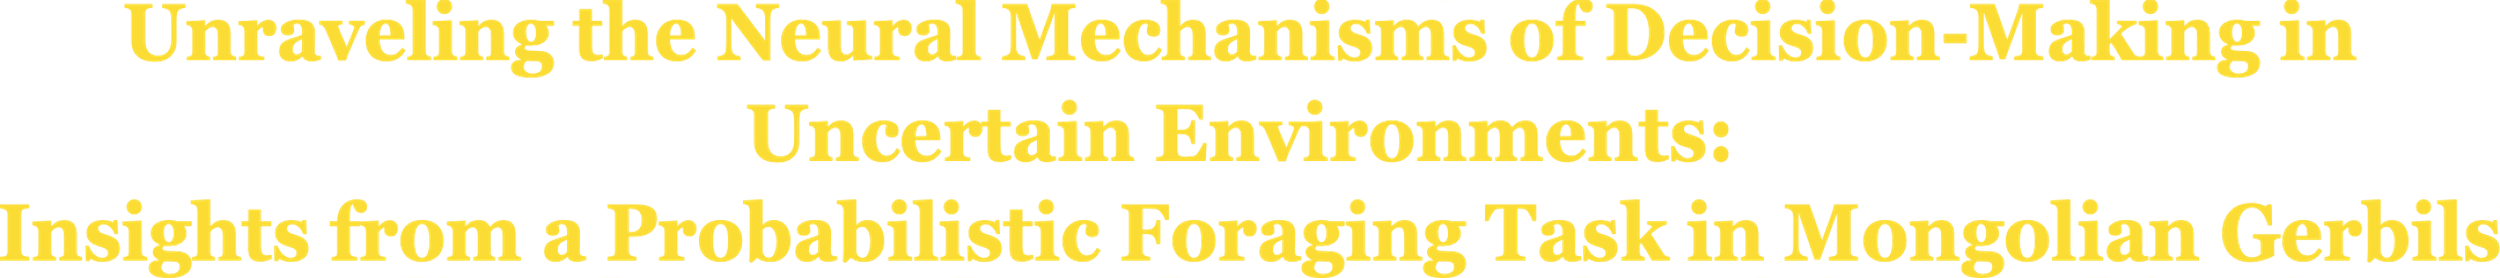 Unraveling the Neural Mechanisms of Decision-Making in
Uncertain Environments:
Insights from a Probabilistic Foraging Task in Mongolian Gerbils